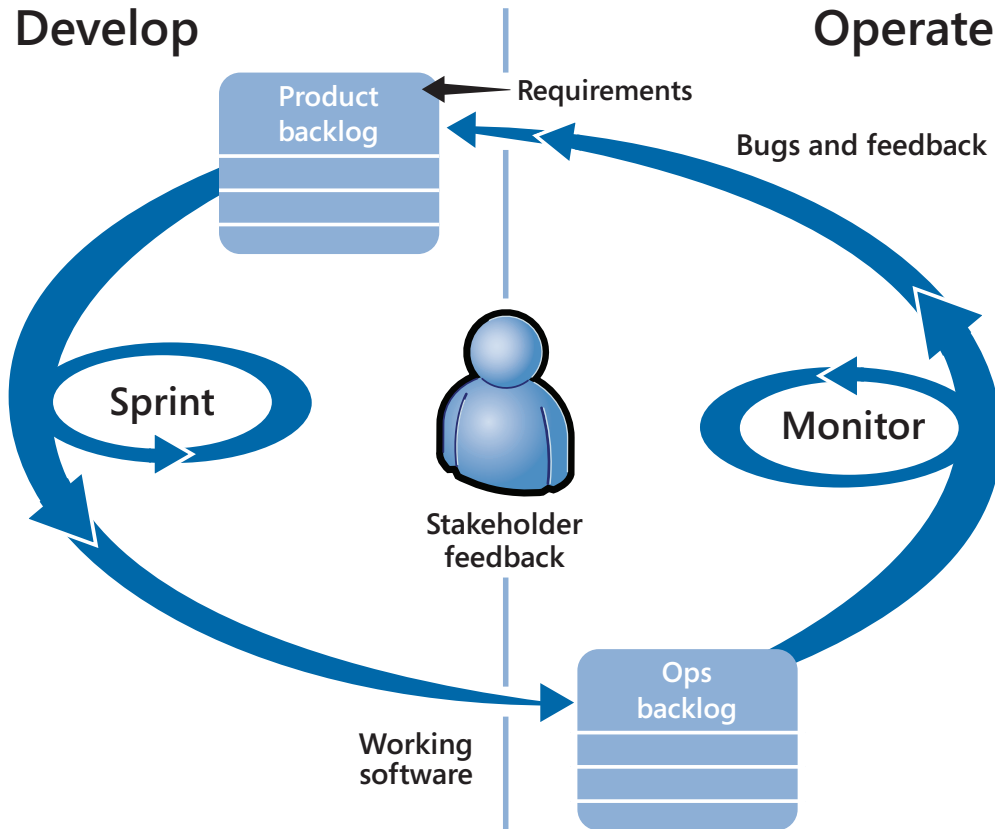 Develop
Operate
Product
backlog
Requirements
Bugs and feedback
Sprint
Monitor
Stakeholder
feedback
Ops
backlog
Working
software